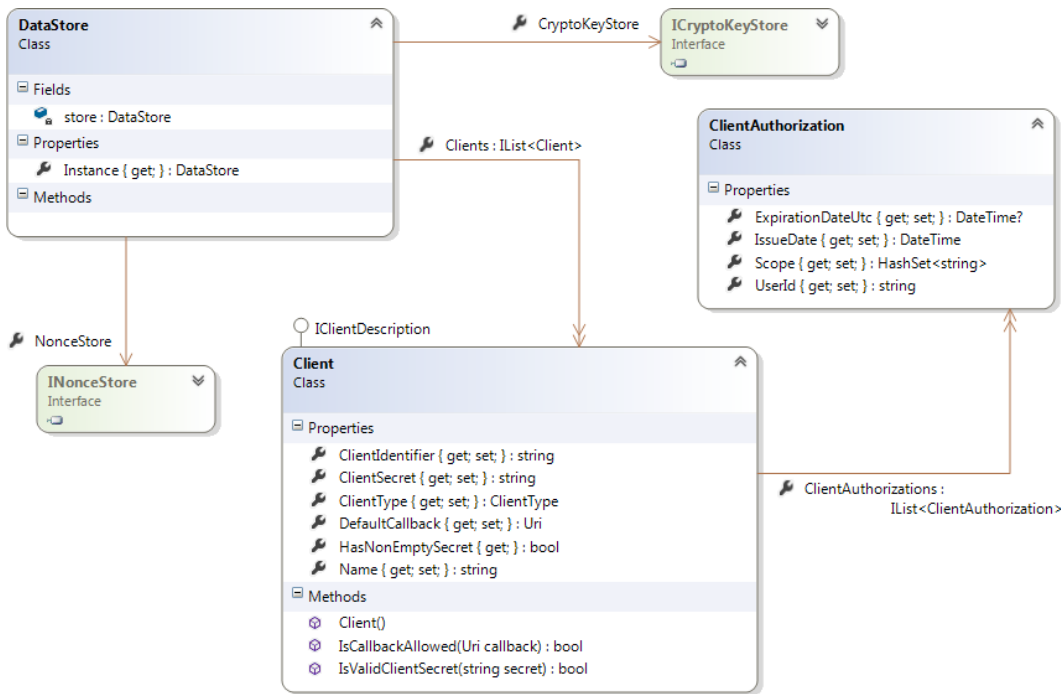 DataStore
Class
Fields
store : DataStore
Properties
Instance { get; } : DataStore
Methods
CryptoKeyStore
ICryptoKeyStore
Interface
Clients : IList<Client>
ClientAuthorization
Class
Properties
ExpirationDateUtc { get; set; } : DateTime?
IssueDate { get; set; } : DateTime
Scope { get; set; } : HashSet<string>
UserId { get; set; } : string
NonceStore
INonceStore
Interface
IClientDescription
Client
Class
Properties
ClientIdentifier { get; set; } : string
ClientSecret { get; set; } : string
ClientType { get; set; } : ClientType
DefaultCallback { get; set; } : Uri
HasNonEmptySecret { get; } : bool
Name { get; set; } : string
Methods
Client()
IsCallbackAllowed(Uri callback) : bool
IsValidClientSecret(string secret) : bool
ClientAuthorizations :
IList<ClientAuthorization>